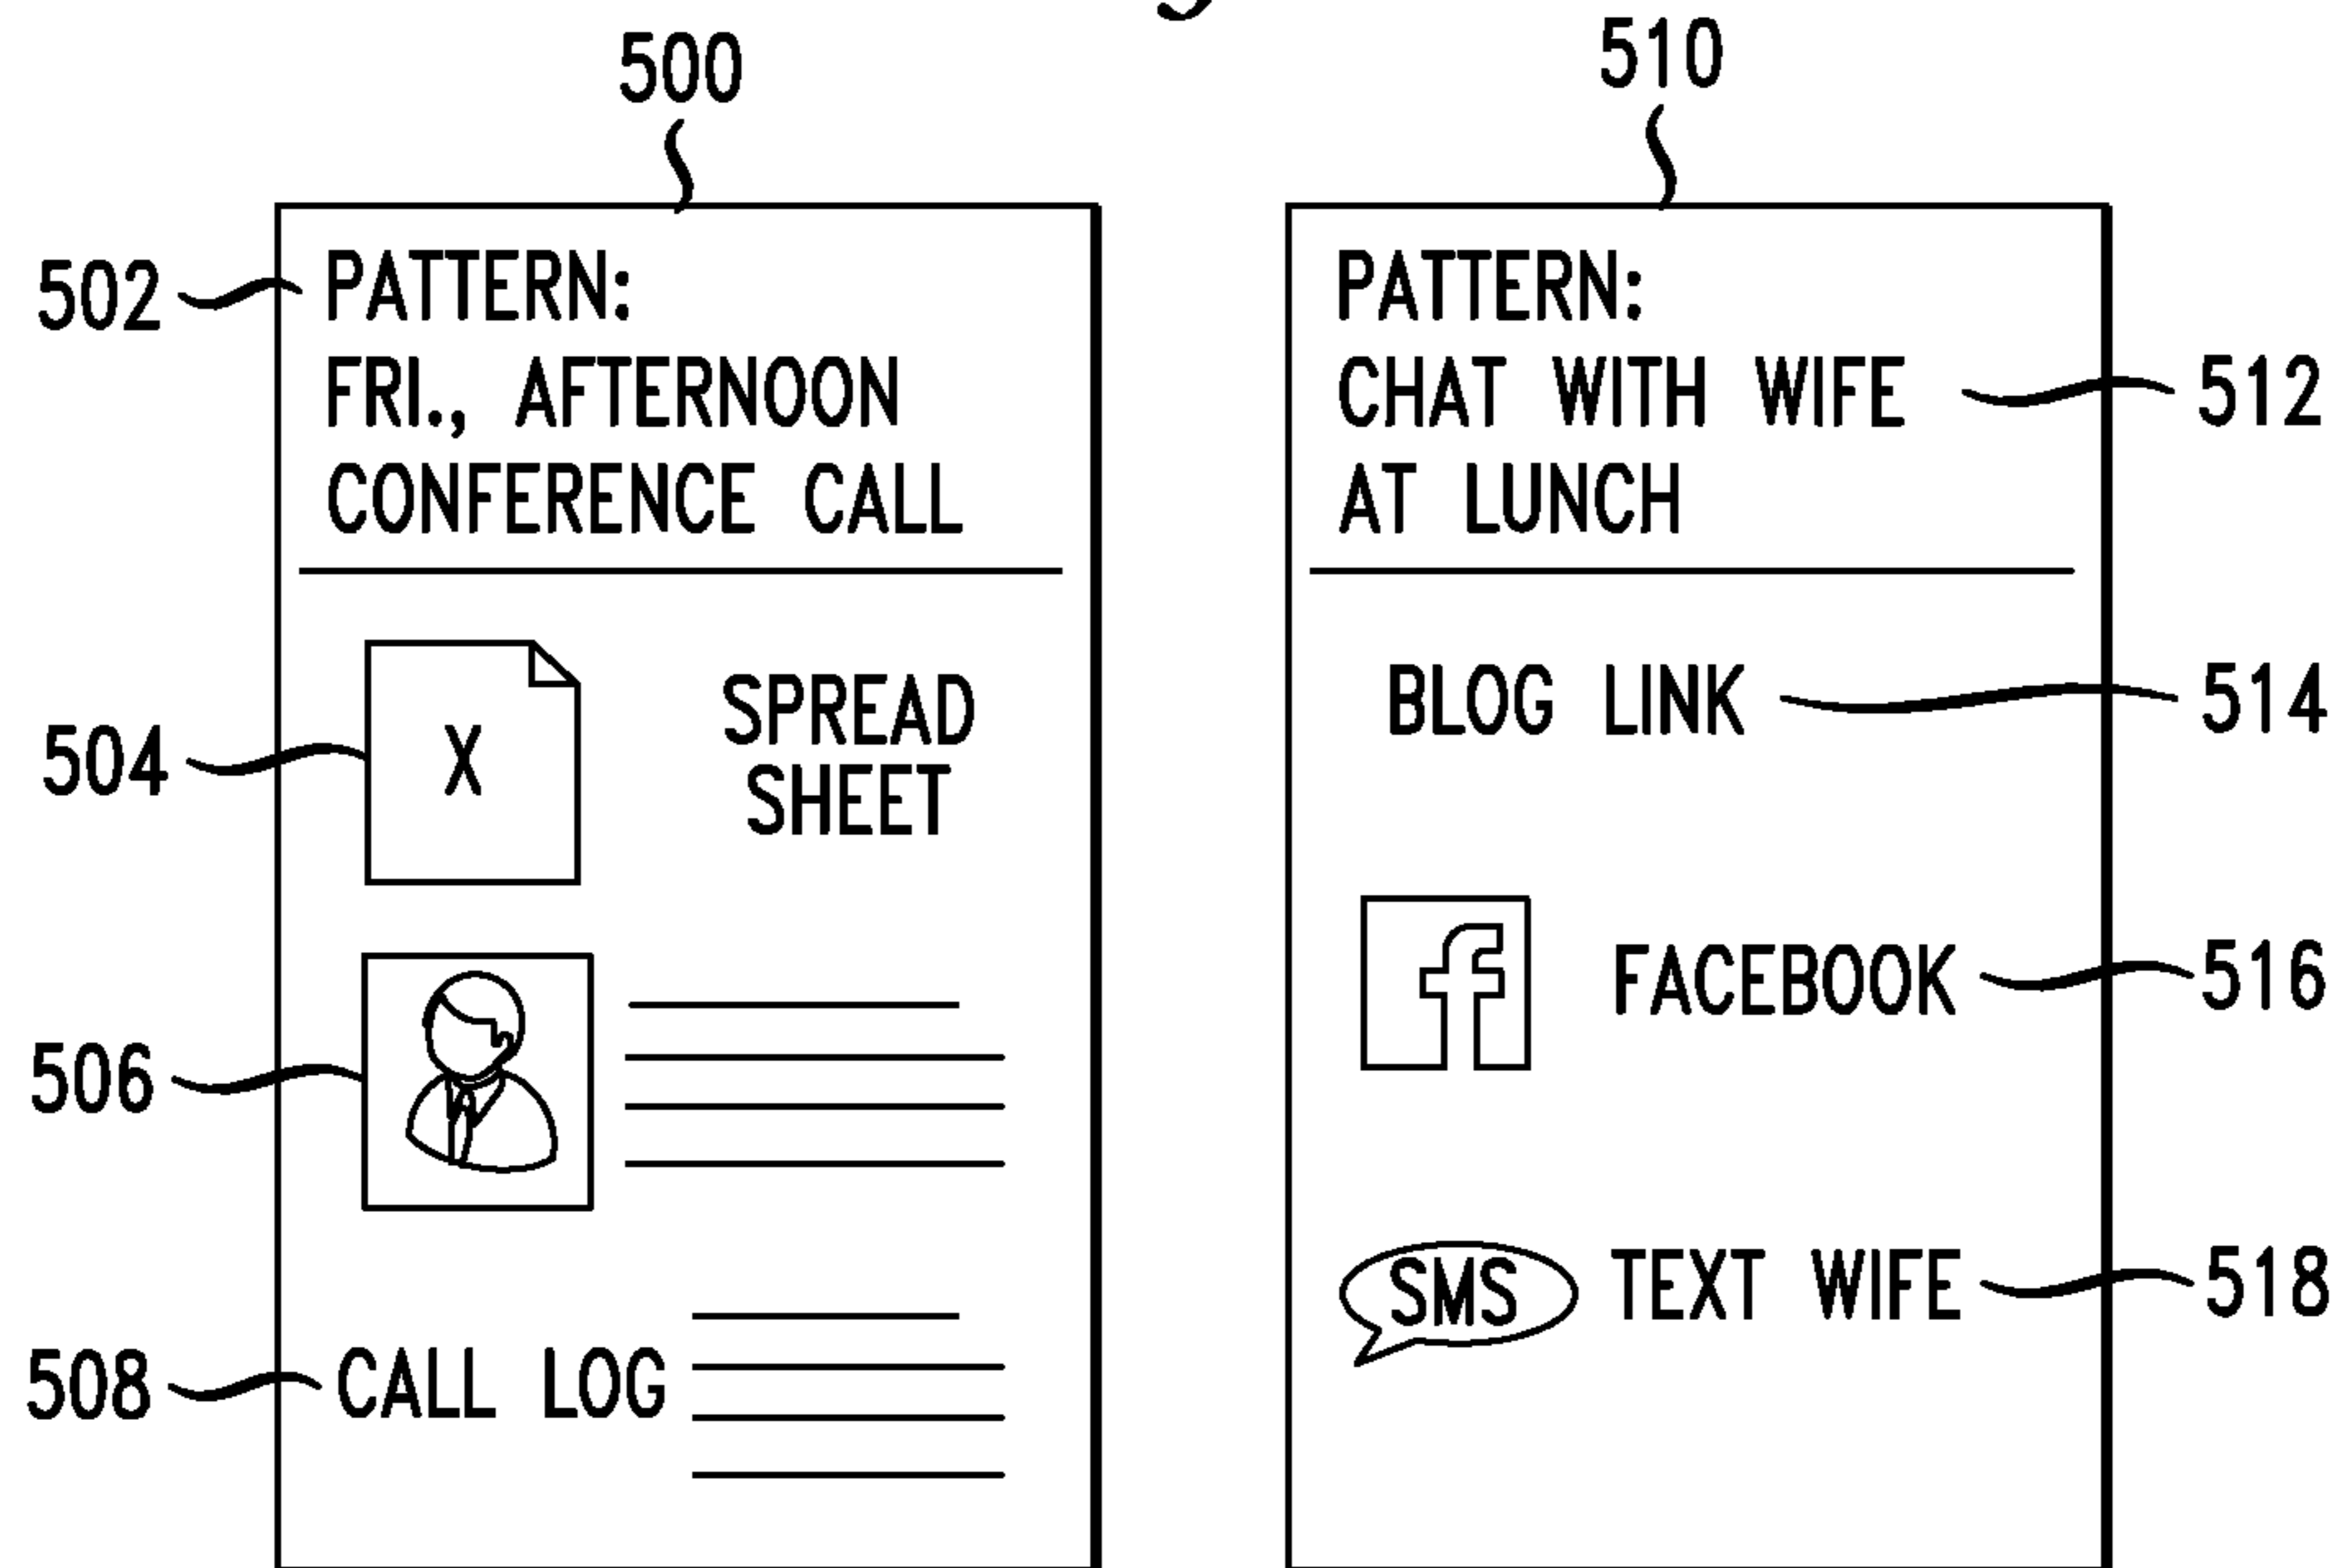 500
510
502
PATTERN:
FRI., AFTERNOON
CONFERENCE CALL
PATTERN:
CHAT WITH WIFE
AT LUNCH
512
504
X
SPREAD
SHEET
BLOG LINK
514
506
f
FACEBOOK
516
508
CALL LOG
SMS
TEXT WIFE
518